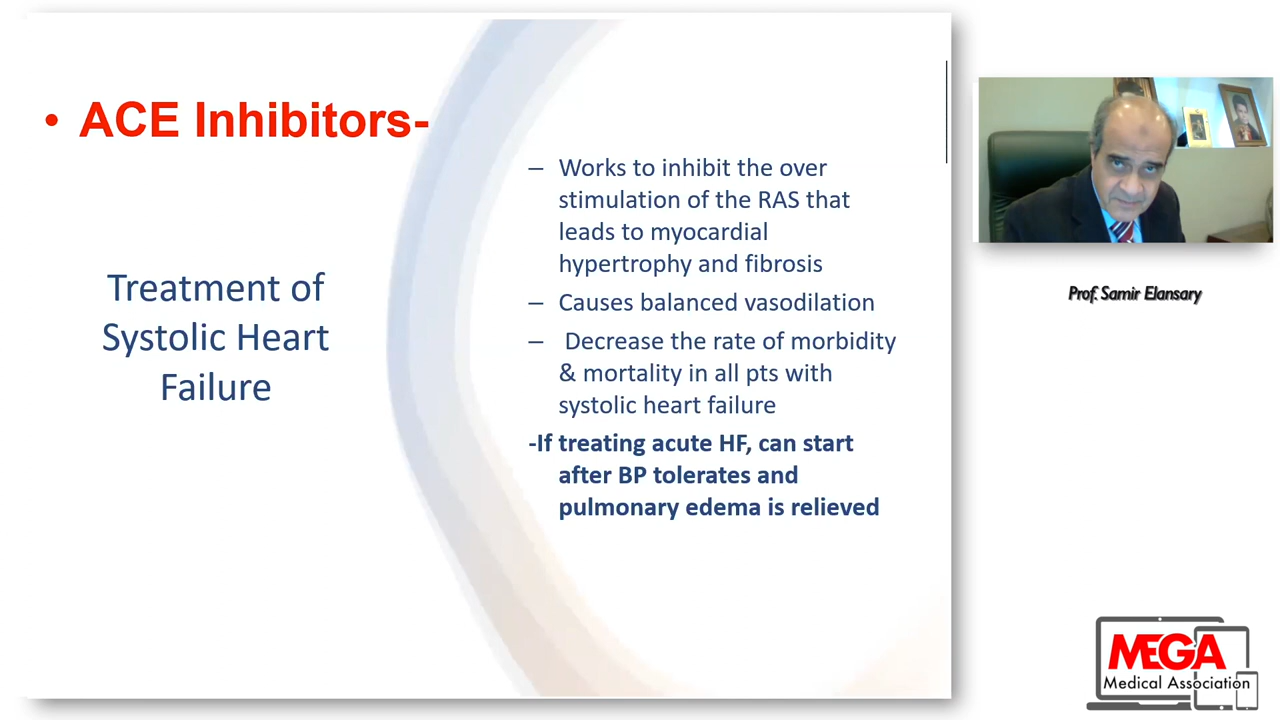 • ACE Inhibitors-
Treatment of
Systolic Heart
Failure
– Works to inhibit the over
stimulation of the RAS that
leads to myocardial
hypertrophy and fibrosis
– Causes balanced vasodilation
– Decrease the rate of morbidity
& mortality in all pts with
systolic heart failure
-If treating acute HF, can start
after BP tolerates and
pulmonary edema is relieved
Prof. Samir Elansary
MEGA
Medical Association